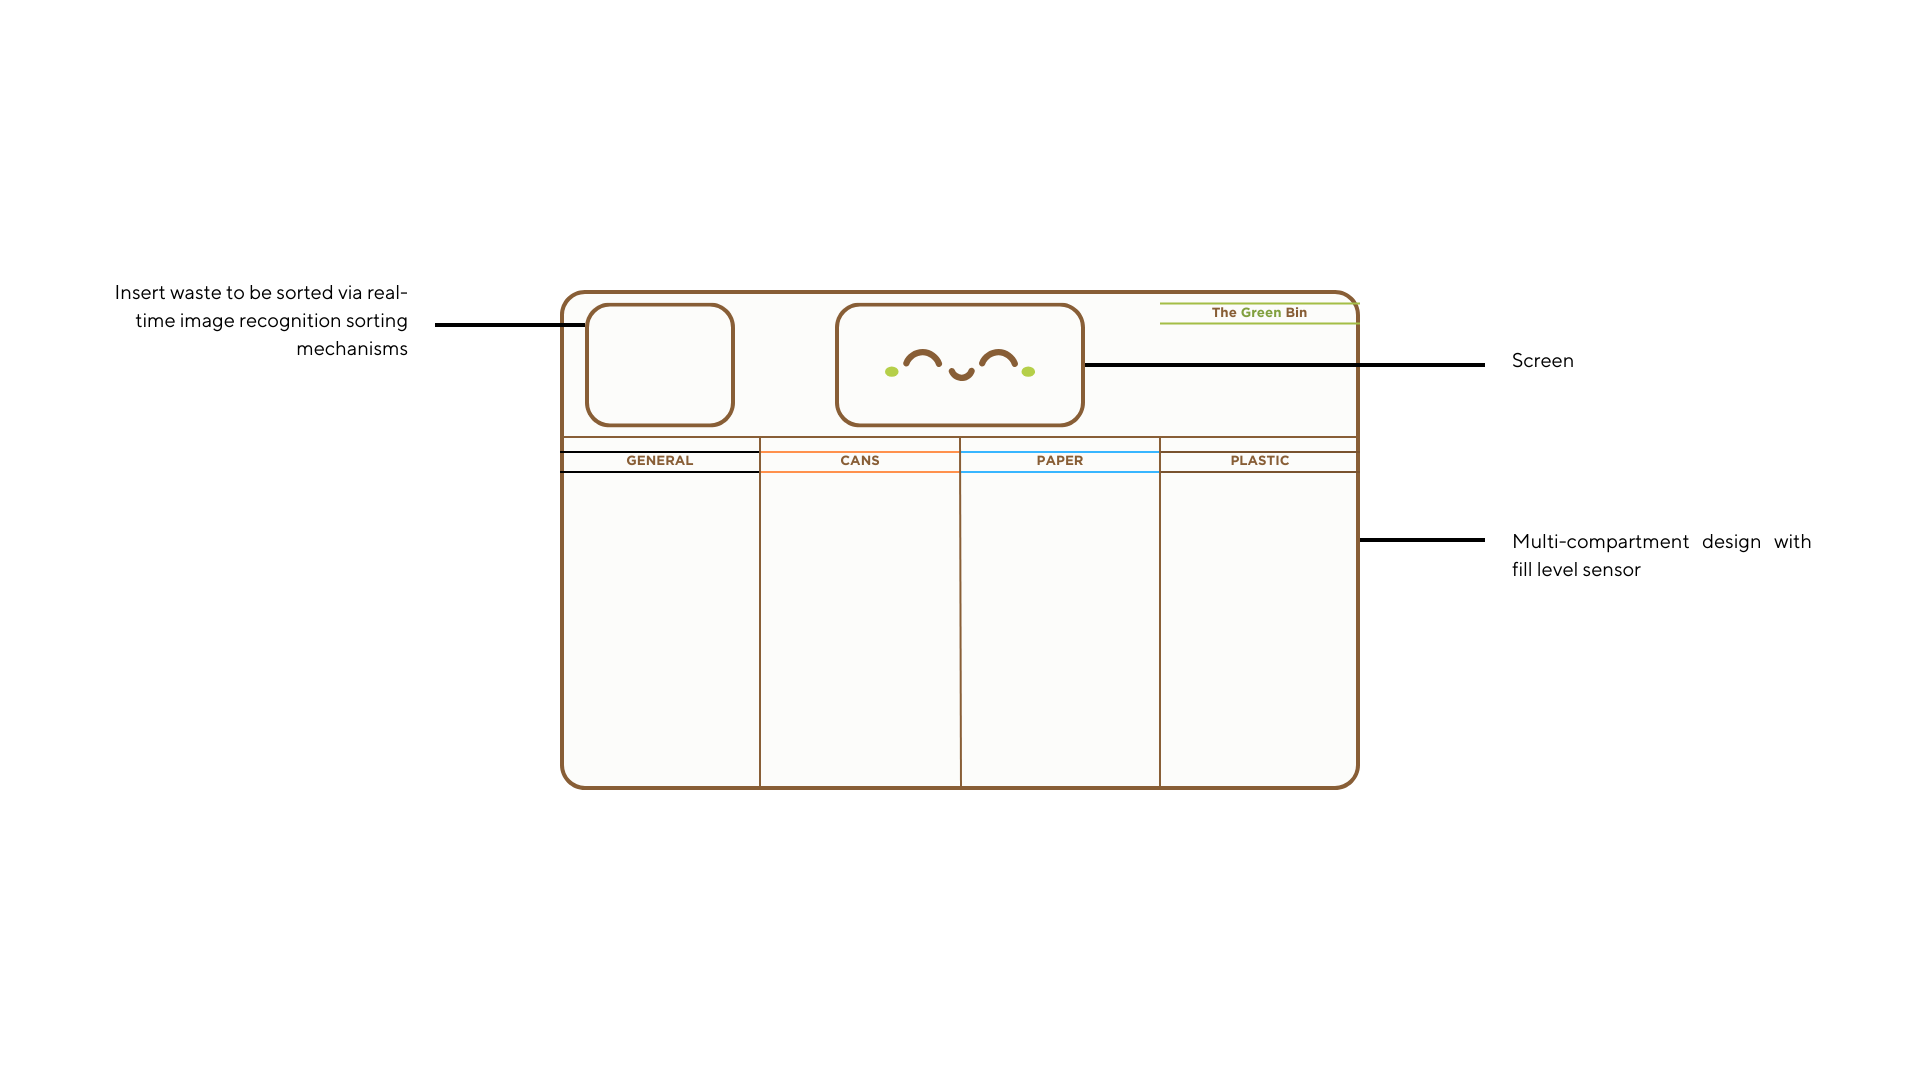 Insert waste to be sorted via real-
time image recognition sorting
mechanisms
The Green Bin
Screen
GENERAL
CANS
PAPER
PLASTIC
Multi-compartment design with
fill level sensor